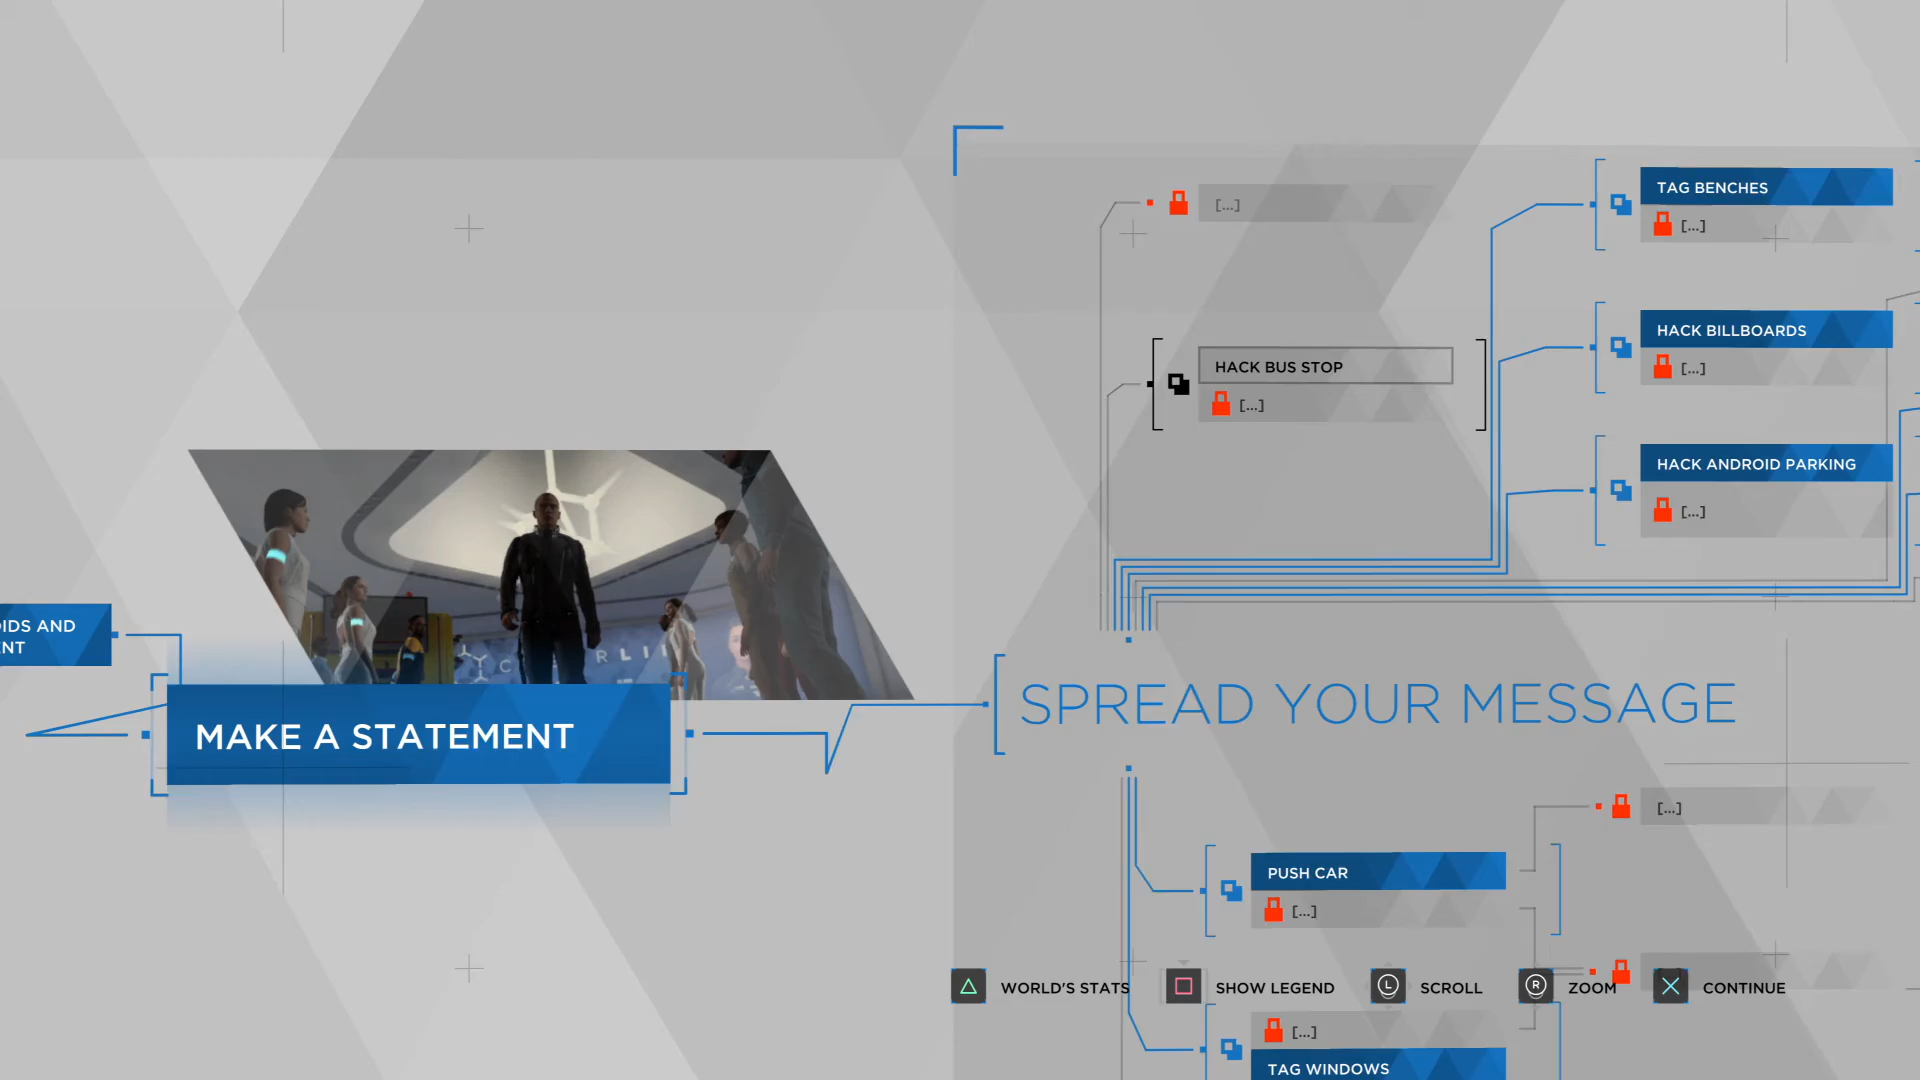 [...]
TAG BENCHES
[...]
HACK BILLBOARDS
[...]
HACK BUS STOP
[...]
HACK ANDROID PARKING
[...]
IDS AND
NT
MAKE A STATEMENT
SPREAD YOUR MESSAGE
[...]
PUSH CAR
[...]
WORLD'S STATS
SHOW LEGEND
L
SCROLL
R
ZOOM
CONTINUE
[...]
TAG WINDOWS